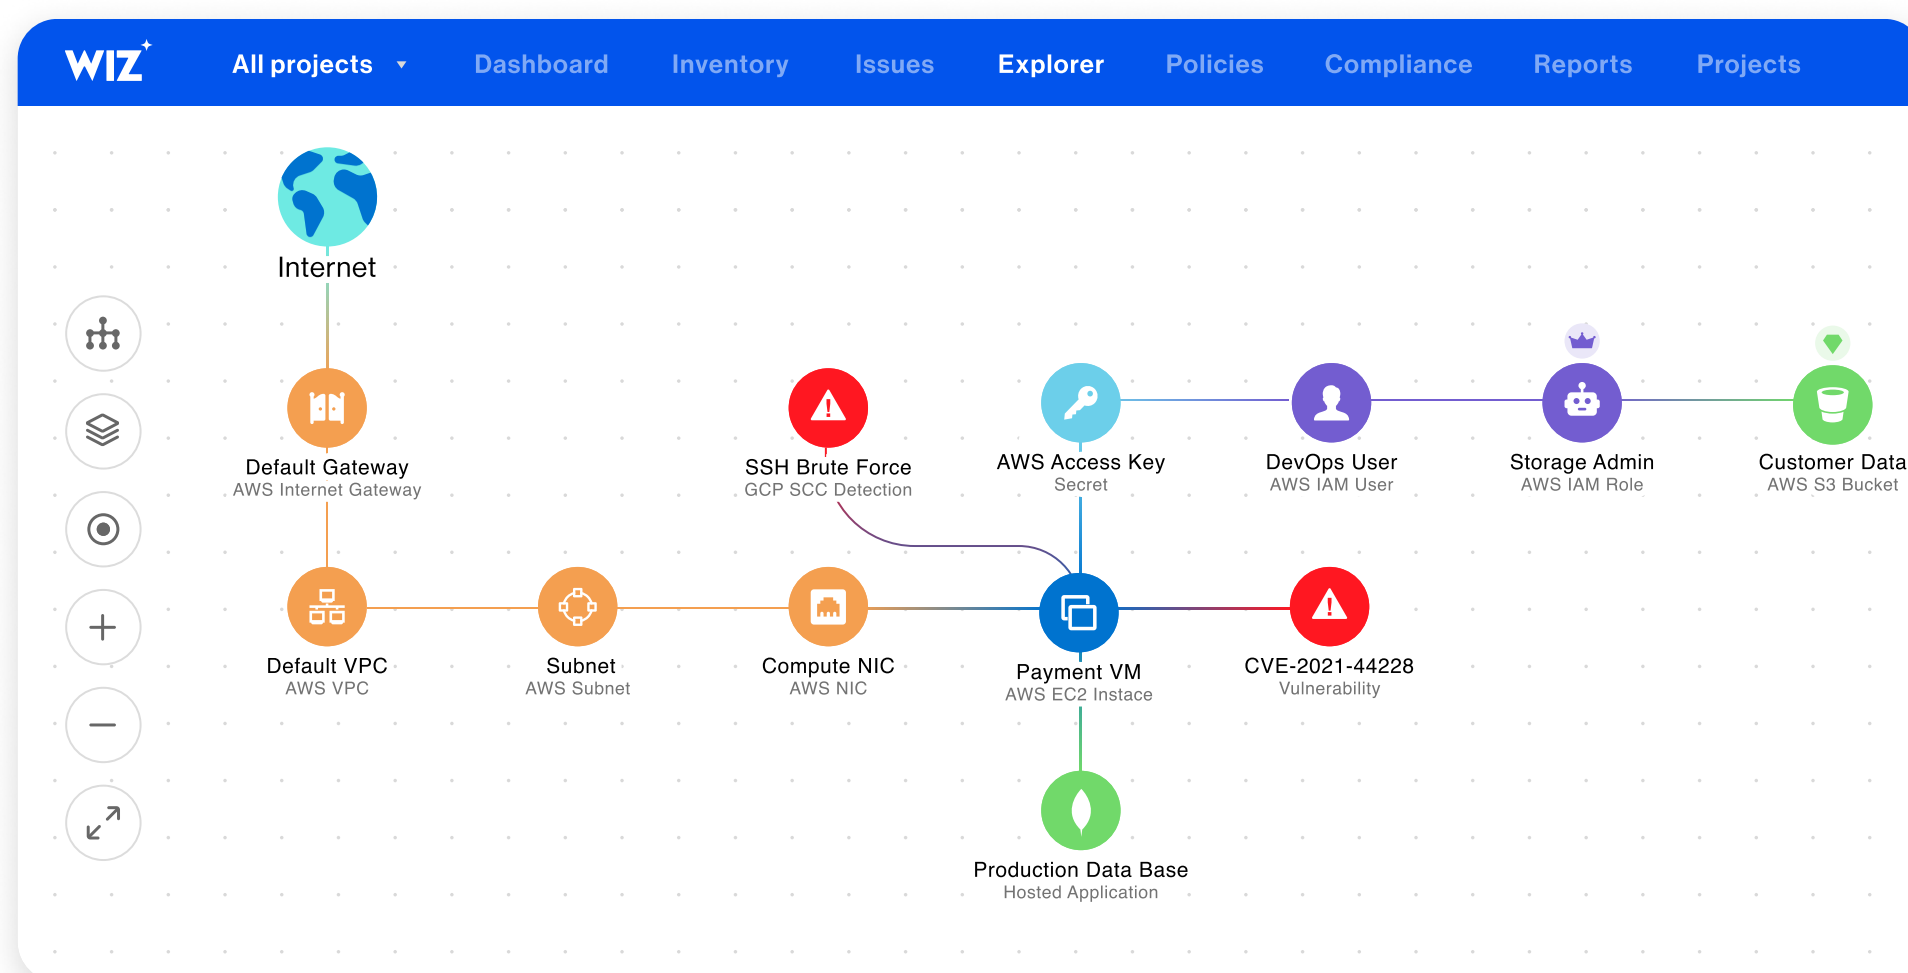 WIZ
All projects
Dashboard
Inventory
Issues
Explorer
Policies
Compliance
Reports
Projects
Internet
Default Gateway
AWS Internet Gateway
SSH Brute Force
GCP SCC Detection
AWS Access Key
Secret
DevOps User
AWS IAM User
Storage Admin
AWS IAM Role
Customer Data
AWS S3 Bucket
Default VPC
AWS VPC
Subnet
AWS Subnet
Compute NIC
AWS NIC
Payment VM
AWS EC2 Instace
CVE-2021-44228
Vulnerability
Production Data Base
Hosted Application